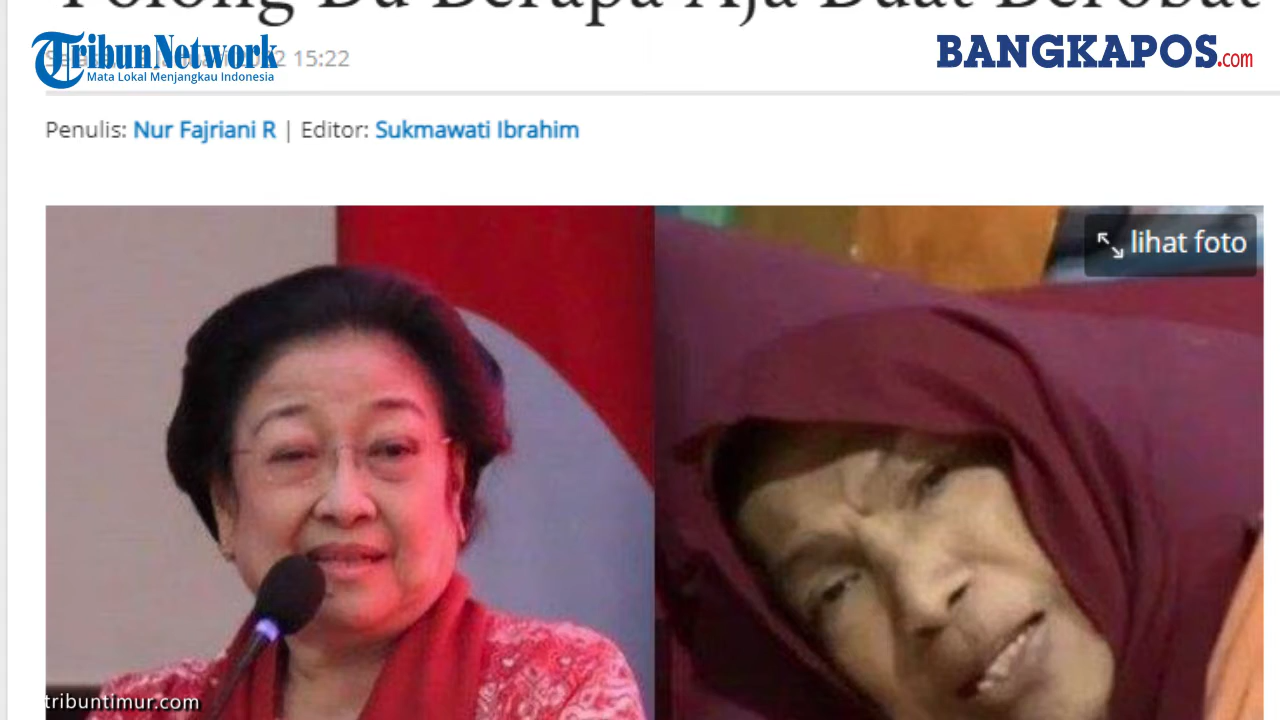 Tolong Bu Berapa Aja Buat Berobat
TribunNetwork
Mata Lokal Menjangkau Indonesia
15:22
BANGKAPOS.com
Penulis: Nur Fajriani R | Editor: Sukmawati Ibrahim
lihat foto
tribuntimur.com